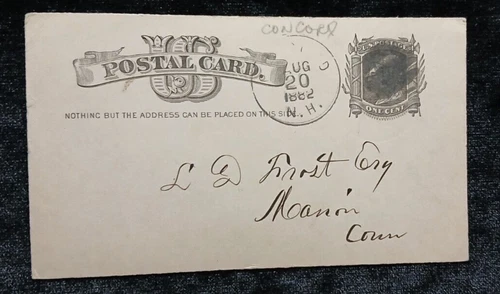 CONCORD
US
POSTAL CARD.
AUG
20
1882
N.H.
U.S. POSTAGE
ONE CENT
NOTHING BUT THE ADDRESS CAN BE PLACED ON THIS SIDE.
L D Frost Esq
Marion
Conn